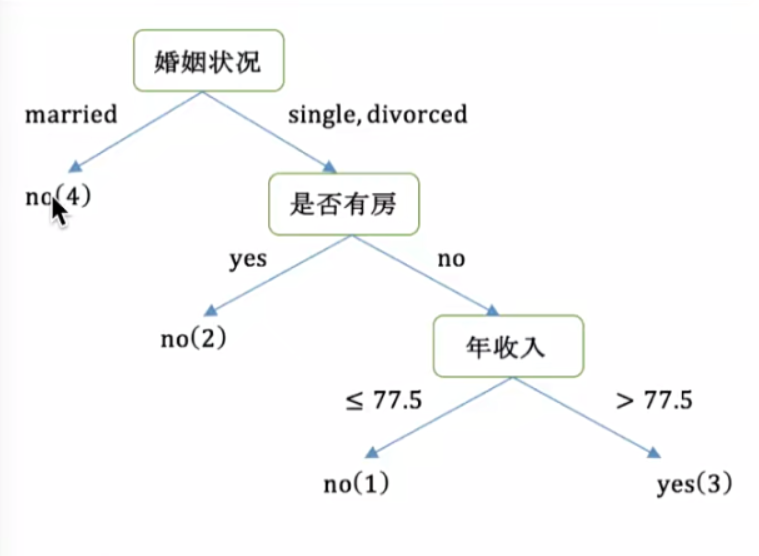 婚姻状况
married
single, divorced
no(4)
是否有房
yes
no
no(2)
年收入
≤ 77.5
> 77.5
no(1)
yes(3)